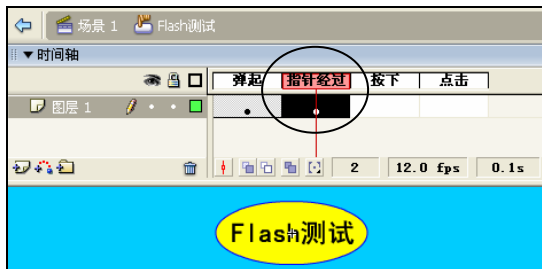 场景 1 Flash测试
时间轴
弹起 指针经过 按下 点击
图层 1
2 12.0 fps 0.1s
Flash测试